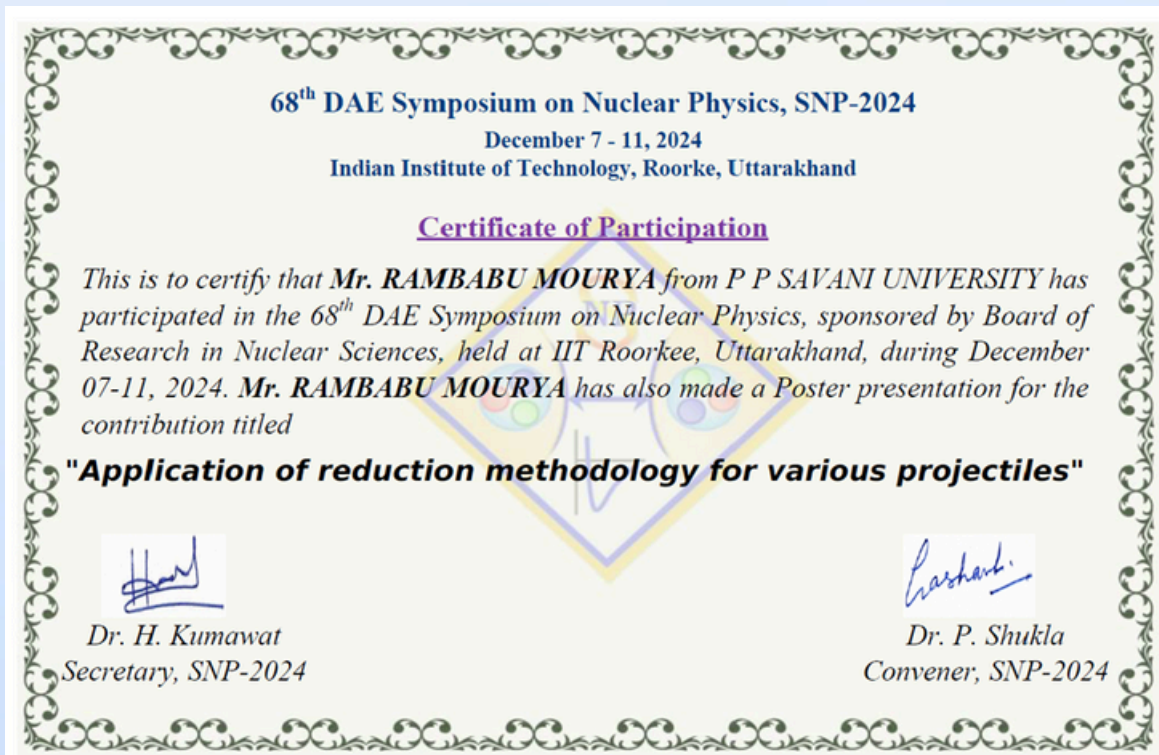 68th DAE Symposium on Nuclear Physics, SNP-2024
December 7 - 11, 2024
Indian Institute of Technology, Roorke, Uttarakhand
Certificate of Participation
This is to certify that Mr. RAMBABU MOURYA from P P SAVANI UNIVERSITY has
participated in the 68th DAE Symposium on Nuclear Physics, sponsored by Board of
Research in Nuclear Sciences, held at IIT Roorkee, Uttarakhand, during December
07-11, 2024. Mr. RAMBABU MOURYA has also made a Poster presentation for the
contribution titled
"Application of reduction methodology for various projectiles"
Prashant.
Dr. H. Kumawat
Dr. P. Shukla
Secretary, SNP-2024
Convener, SNP-2024